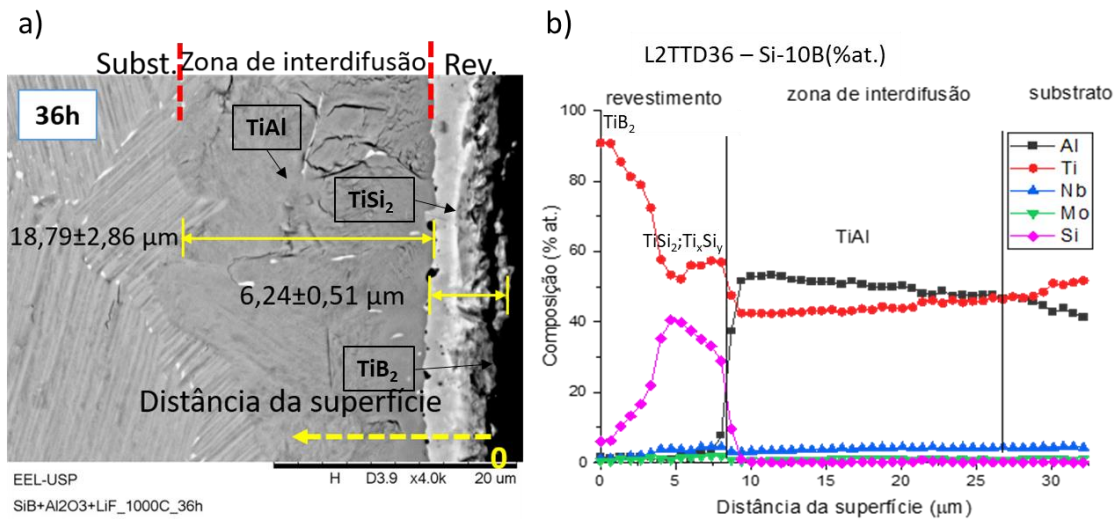 a)
Subst.
Zona de interdifusão
Rev.
36h
TiAl
TiSi2
18,79±2,86 µm
6,24±0,51 µm
TiB2
Distância da superfície
0
EEL-USP
H D3.9 x4.0k 20 um
SiB+Al2O3+LiF_1000C_36h
b)
L2TTD36 – Si-10B(%at.)
revestimento
zona de interdifusão
substrato
TiB2
TiSi2;TixSiy
TiAl
Al
Ti
Nb
Mo
Si
Composição (% at.)
100
80
60
40
20
0
0 5 10 15 20 25 30
Distância da superfície (µm)